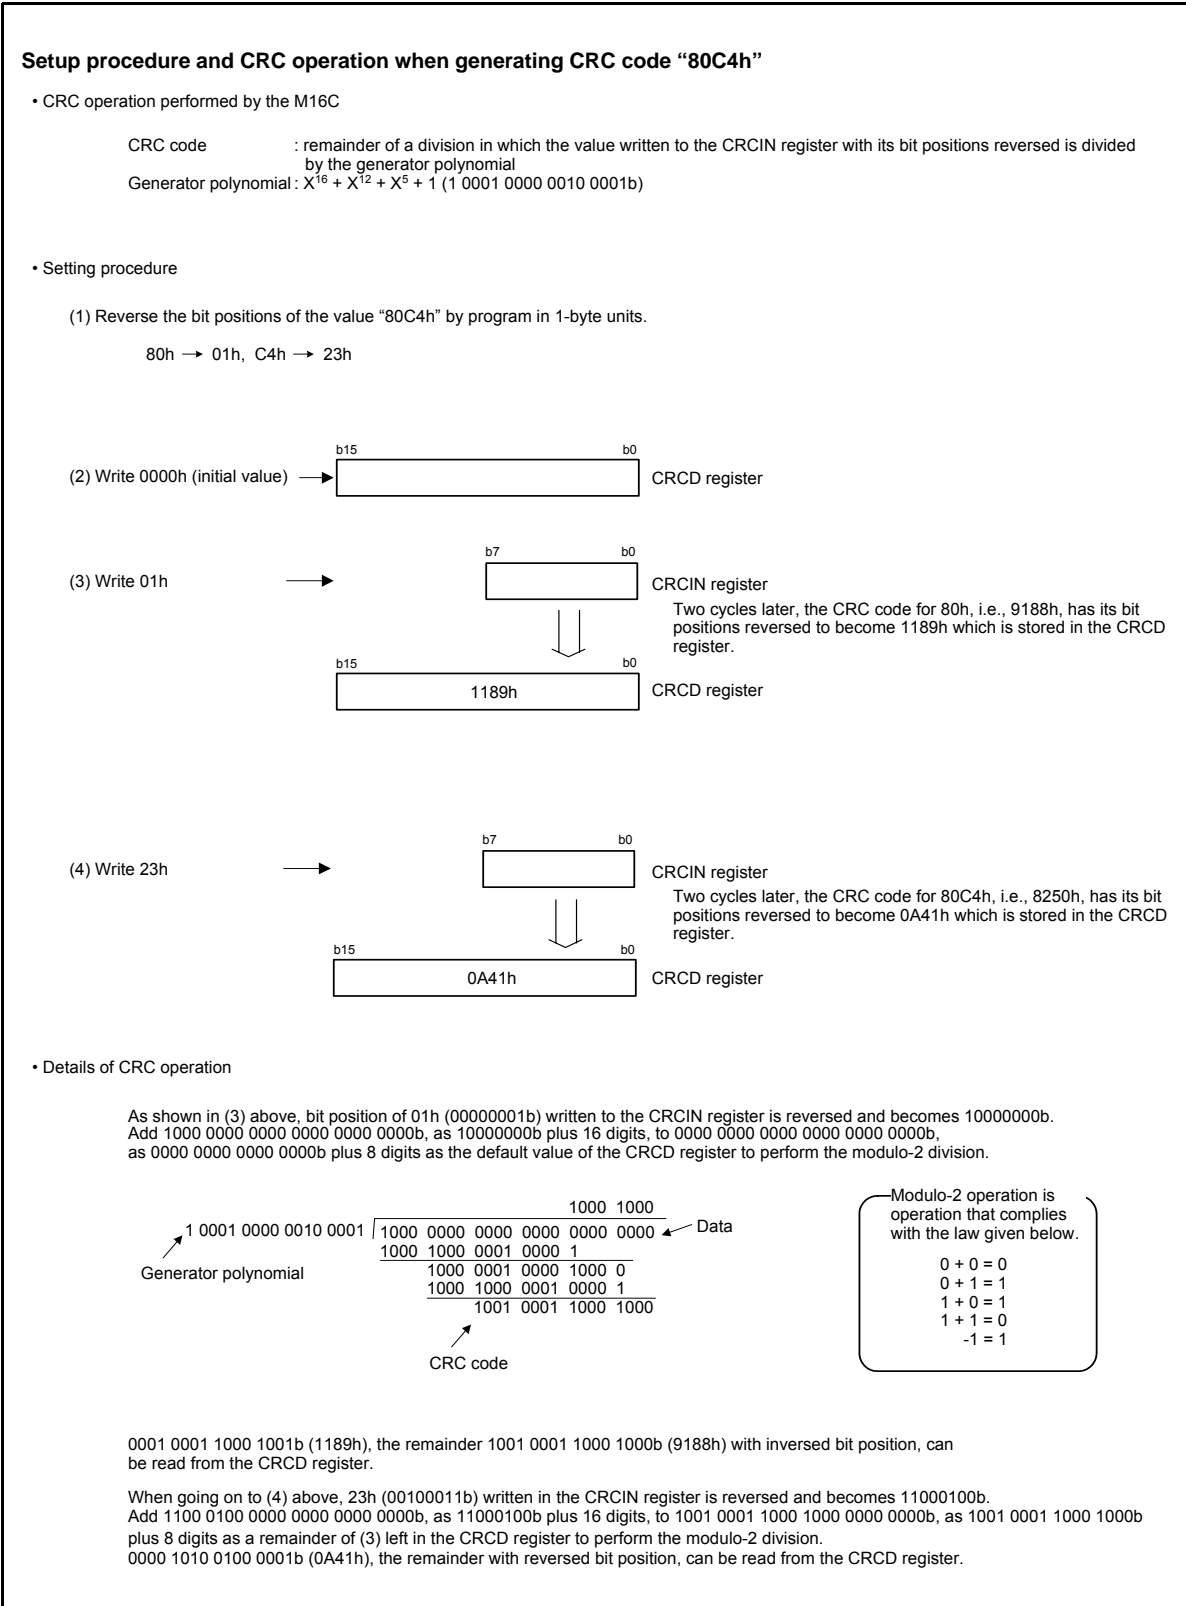 Setup procedure and CRC operation when generating CRC code “80C4h”
• CRC operation performed by the M16C
CRC code : remainder of a division in which the value written to the CRCIN register with its bit positions reversed is divided
by the generator polynomial
Generator polynomial : X¹⁶ + X¹² + X⁵ + 1 (1 0001 0000 0010 0001b)
• Setting procedure
(1) Reverse the bit positions of the value “80C4h” by program in 1-byte units.
80h → 01h, C4h → 23h
b15 b0
(2) Write 0000h (initial value) → CRCD register
b7 b0
(3) Write 01h → CRCIN register
Two cycles later, the CRC code for 80h, i.e., 9188h, has its bit
positions reversed to become 1189h which is stored in the CRCD
register.
b15 b0
1189h CRCD register
b7 b0
(4) Write 23h → CRCIN register
Two cycles later, the CRC code for 80C4h, i.e., 8250h, has its bit
positions reversed to become 0A41h which is stored in the CRCD
register.
b15 b0
0A41h CRCD register
• Details of CRC operation
As shown in (3) above, bit position of 01h (00000001b) written to the CRCIN register is reversed and becomes 10000000b.
Add 1000 0000 0000 0000 0000 0000b, as 10000000b plus 16 digits, to 0000 0000 0000 0000 0000 0000b,
as 0000 0000 0000 0000b plus 8 digits as the default value of the CRCD register to perform the modulo-2 division.
1000 1000
1 0001 0000 0010 0001 1000 0000 0000 0000 0000 0000 Data
1000 1000 0001 0000 1
Generator polynomial 1000 0001 0000 1000 0
1000 1000 0001 0000 1
1001 0001 1000 1000
CRC code
Modulo-2 operation is
operation that complies
with the law given below.
0 + 0 = 0
0 + 1 = 1
1 + 0 = 1
1 + 1 = 0
-1 = 1
0001 0001 1000 1001b (1189h), the remainder 1001 0001 1000 1000b (9188h) with inversed bit position, can
be read from the CRCD register.
When going on to (4) above, 23h (00100011b) written in the CRCIN register is reversed and becomes 11000100b.
Add 1100 0100 0000 0000 0000 0000b, as 11000100b plus 16 digits, to 1001 0001 1000 1000 0000 0000b, as 1001 0001 1000 1000b
plus 8 digits as a remainder of (3) left in the CRCD register to perform the modulo-2 division.
0000 1010 0100 0001b (0A41h), the remainder with reversed bit position, can be read from the CRCD register.